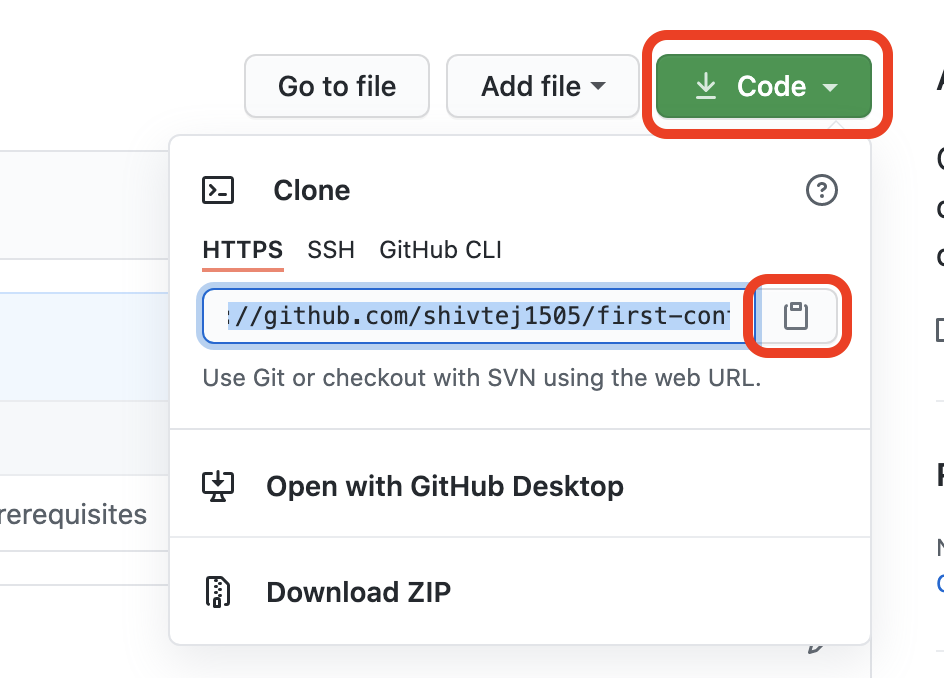 Go to file
Add file
Code
Clone
HTTPS SSH GitHub CLI
://github.com/shivtej1505/first-con
Use Git or checkout with SVN using the web URL.
Open with GitHub Desktop
rerequisites
Download ZIP